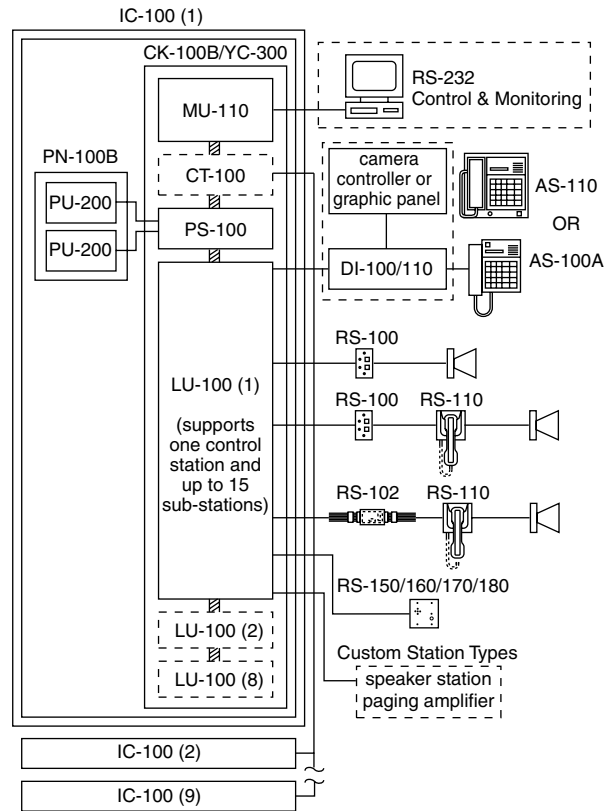 IC-100 (1)
CK-100B/YC-300
MU-110
RS-232
Control & Monitoring
PN-100B
CT-100
PU-200
PS-100
PU-200
camera
controller or
graphic panel
AS-110
OR
DI-100/110
AS-100A
LU-100 (1)
(supports
one control
station and
up to 15
sub-stations)
RS-100
RS-100
RS-110
RS-102
RS-110
RS-150/160/170/180
LU-100 (2)
LU-100 (8)
Custom Station Types
speaker station
paging amplifier
IC-100 (2)
IC-100 (9)